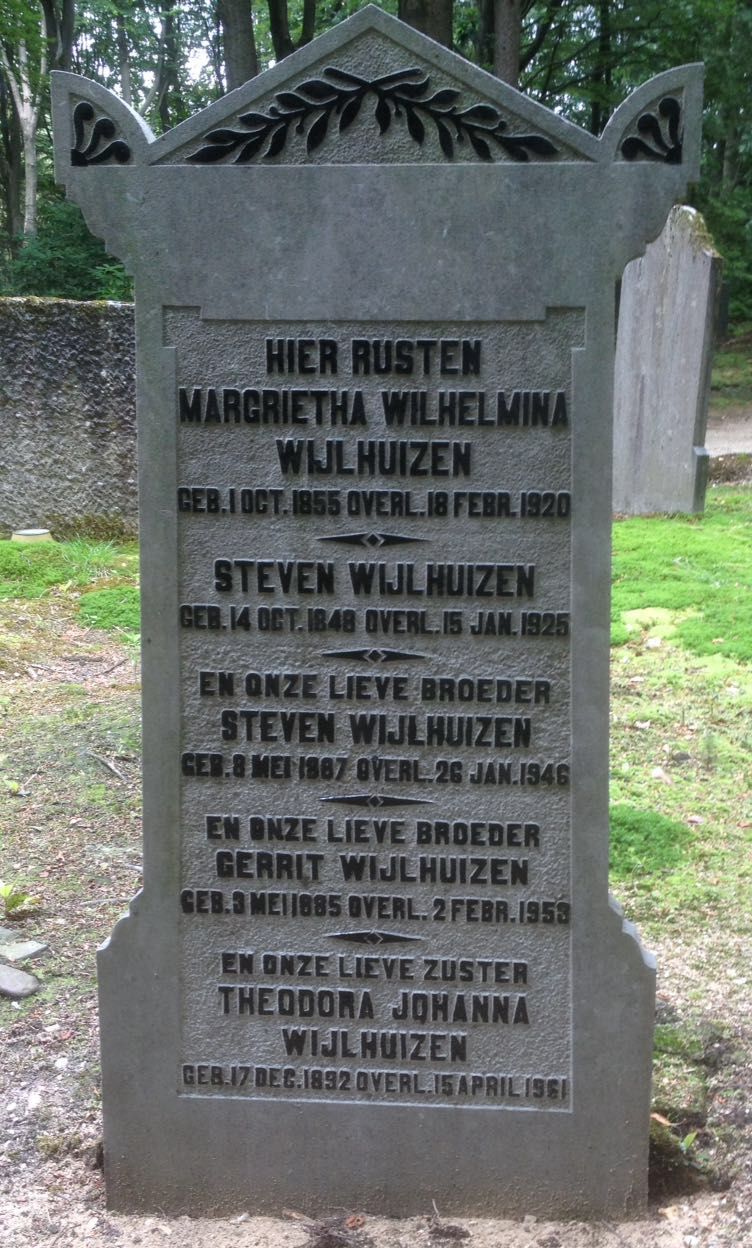 HIER RUSTEN
MARGRIETHA WILHELMINA
WIJLHUIZEN
GEB. 1 OCT. 1855 OVERL. 18 FEBR. 1920
STEVEN WIJLHUIZEN
GEB. 14 OCT. 1848 OVERL. 15 JAN. 1925
EN ONZE LIEVE BROEDER
STEVEN WIJLHUIZEN
GEB. 8 MEI 1887 OVERL. 26 JAN. 1946
EN ONZE LIEVE BROEDER
GERRIT WIJLHUIZEN
GEB. 3 MEI 1885 OVERL. 2 FEBR. 1953
EN ONZE LIEVE ZUSTER
THEODORA JOHANNA
WIJLHUIZEN
GEB. 17 DEC. 1892 OVERL. 15 APRIL 1961